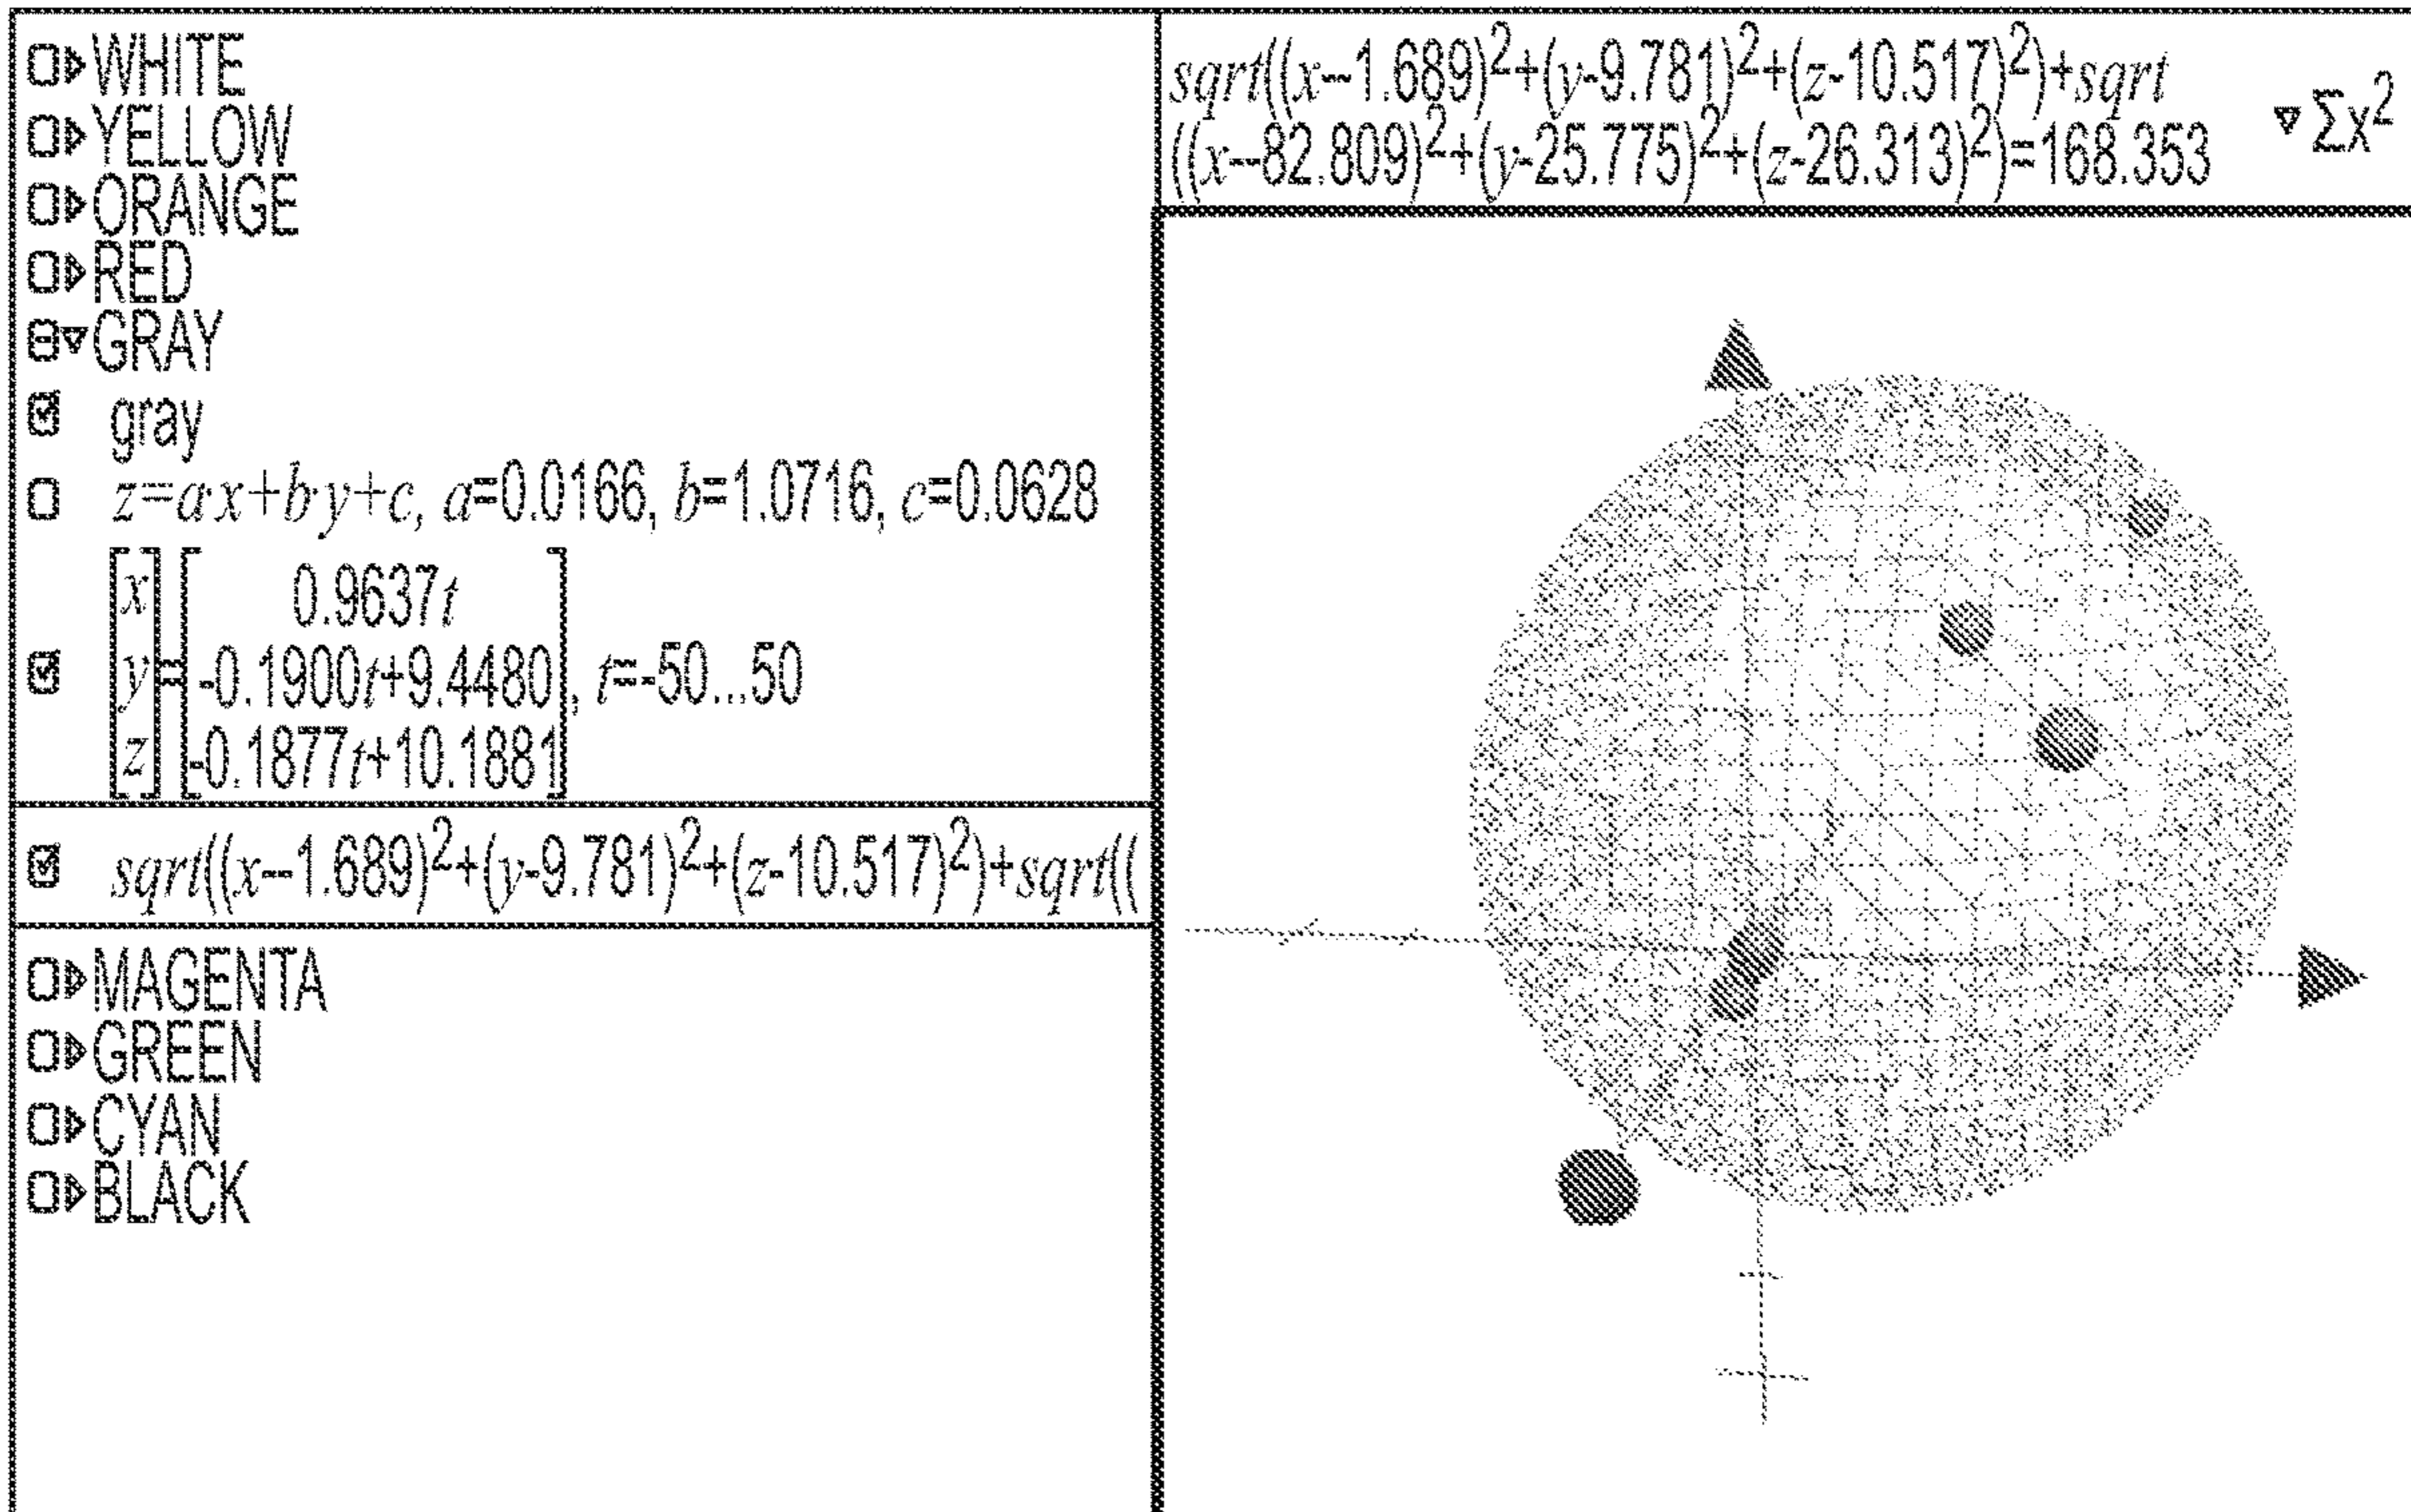 WHITE
YELLOW
ORANGE
RED
GRAY
gray
z=a·x+b·y+c, a=0.0166, b=1.0716, c=0.0628
[x] [0.9637t]
[y]=[-0.1900t+9.4480], t=-50...50
[z] [-0.1877t+10.1881]
sqrt((x--1.689)²+(y-9.781)²+(z-10.517)²)+sqrt((
MAGENTA
GREEN
CYAN
BLACK
sqrt((x--1.689)²+(y-9.781)²+(z-10.517)²)+sqrt
((x--82.809)²+(y-25.775)²+(z-26.313)²)=168.353
Σx²